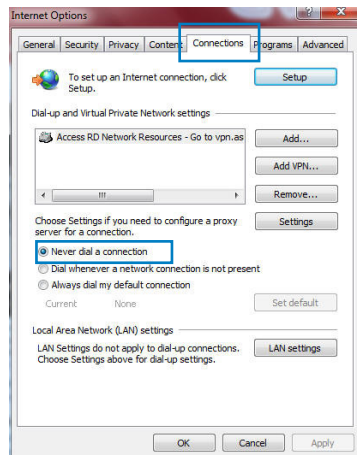 Internet Options
General Security Privacy Content Connections Programs Advanced
To set up an Internet connection, click Setup.
Setup
Dial-up and Virtual Private Network settings
Access RD Network Resources - Go to vpn.as
Add...
Add VPN...
Remove...
Choose Settings if you need to configure a proxy
server for a connection.
Settings
Never dial a connection
Dial whenever a network connection is not present
Always dial my default connection
Current None
Set default
Local Area Network (LAN) settings
LAN Settings do not apply to dial-up connections.
Choose Settings above for dial-up settings.
LAN settings
OK Cancel Apply